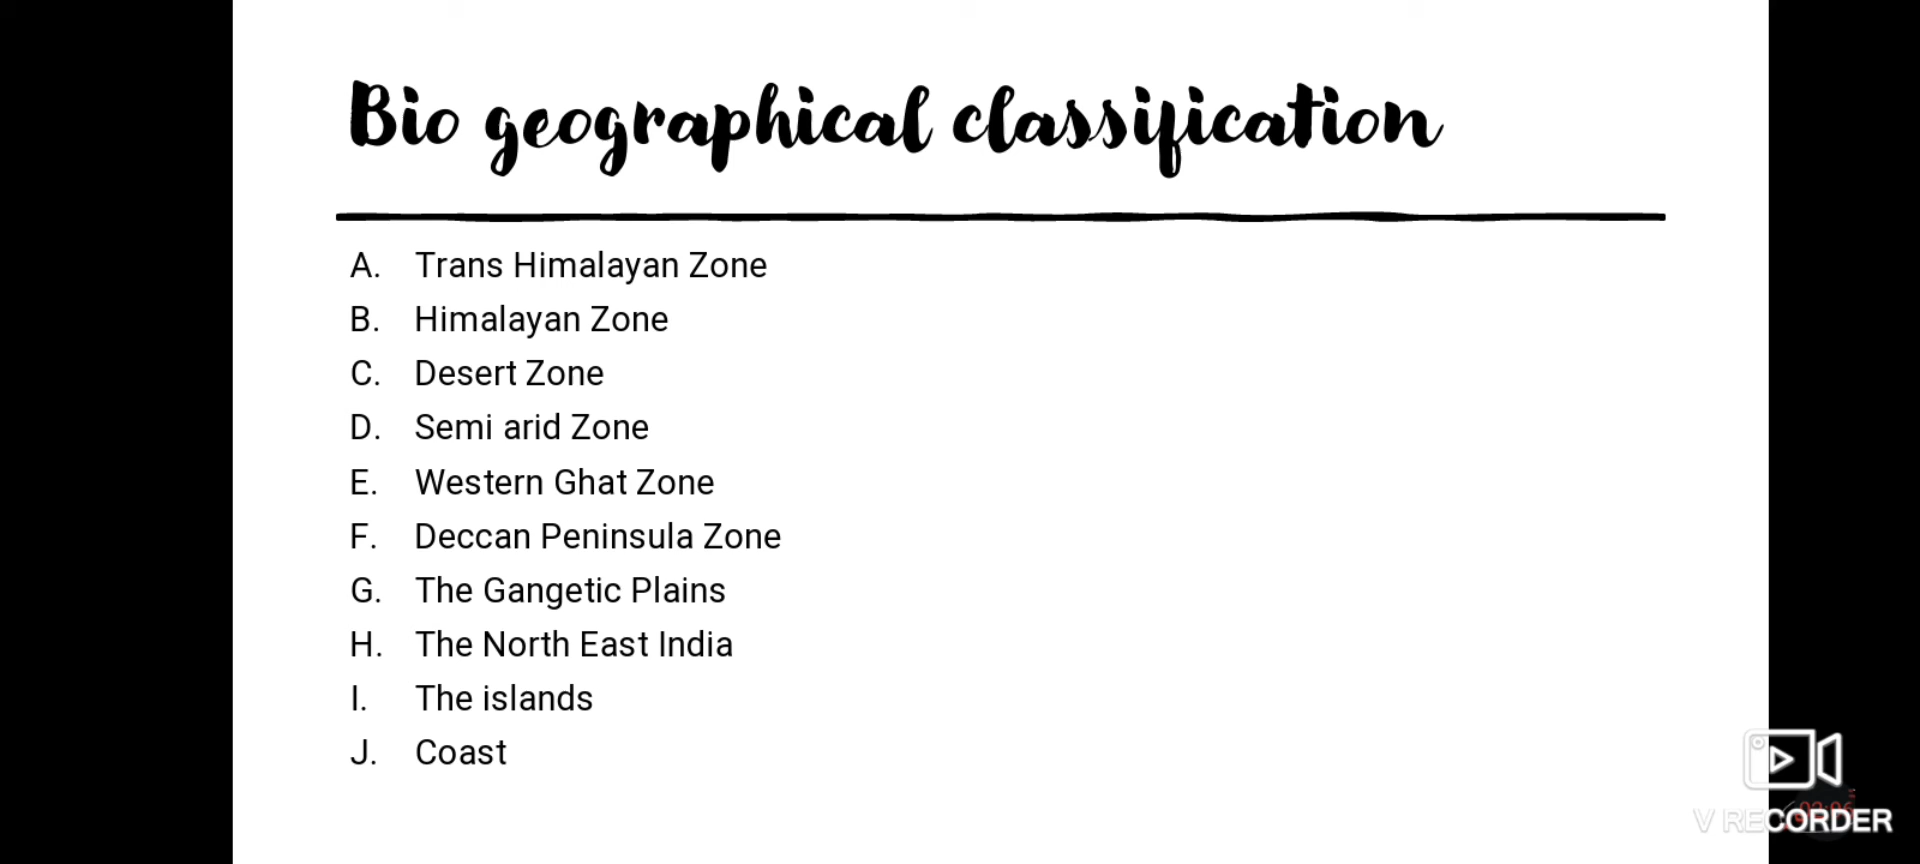 Bio geographical classification
A. Trans Himalayan Zone
B. Himalayan Zone
C. Desert Zone
D. Semi arid Zone
E. Western Ghat Zone
F. Deccan Peninsula Zone
G. The Gangetic Plains
H. The North East India
I. The islands
J. Coast
V RECORDER